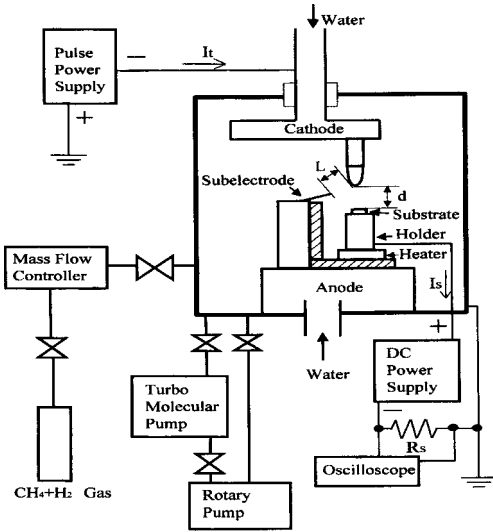 Water
Pulse
Power
Supply
−
It
+
Cathode
L
Subelectrode
d
Substrate
Holder
Heater
Mass Flow
Controller
Anode
Is
+
Water
DC
Power
Supply
−
Turbo
Molecular
Pump
Rs
Oscilloscope
CH4+H2 Gas
Rotary
Pump